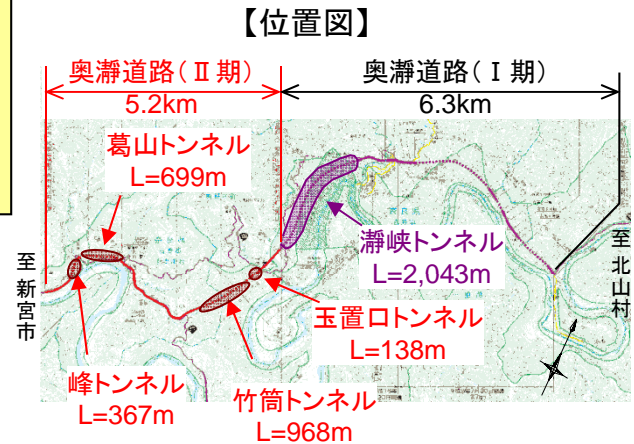 【位置図】
奥瀞道路(Ⅱ期)
5.2km
奥瀞道路(Ⅰ期)
6.3km
葛山トンネル
L=699m
瀞峡トンネル
L=2,043m
至新宮市
至北山村
玉置口トンネル
L=138m
峰トンネル
L=367m
竹筒トンネル
L=968m